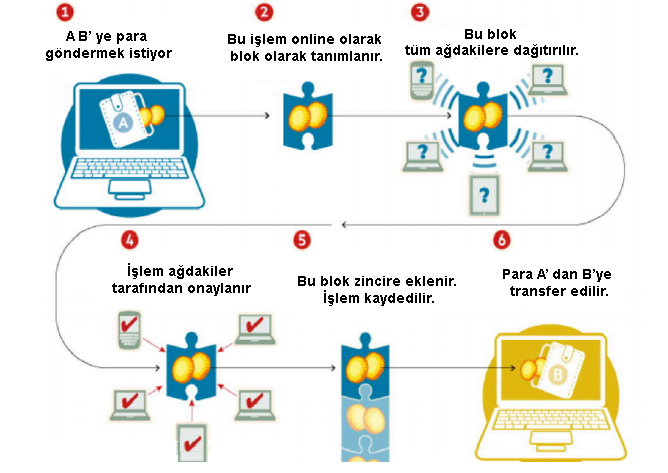 1
A B' ye para
göndermek istiyor
A
2
Bu işlem online olarak
blok olarak tanımlanır.
3
Bu blok
tüm ağdakilere dağıtırılır.
?
?
?
?
?
4
İşlem ağdakiler
tarafından onaylanır
5
Bu blok zincire eklenir.
İşlem kaydedilir.
6
Para A' dan B'ye
transfer edilir.
B